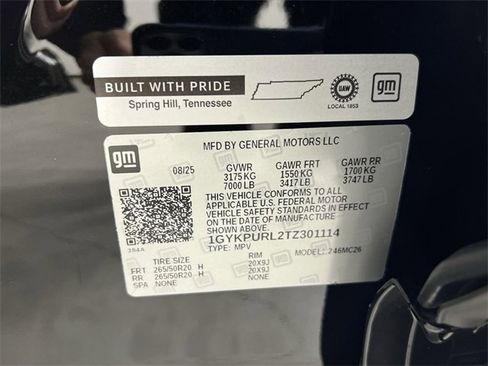 BUILT WITH PRIDE
Spring Hill, Tennessee
UAW
LOCAL 1853
gm
gm
MFD BY GENERAL MOTORS LLC
08/25
GVWR GAWR FRT GAWR RR
3175 KG 1550 KG 1700 KG
7000 LB 3417 LB 3747 LB
THIS VEHICLE CONFORMS TO ALL
APPLICABLE U.S. FEDERAL MOTOR
VEHICLE SAFETY STANDARDS IN EFFECT
ON THE DATE OF MANUFACTURE
SHOWN ABOVE
1GYKPURL2TZ301114
TYPE: MPV MODEL: 246MC26
284A
TIRE SIZE RIM
FRT 265/50R20 H 20X9J
RR 265/50R20 H 20X9J
SPA NONE NONE